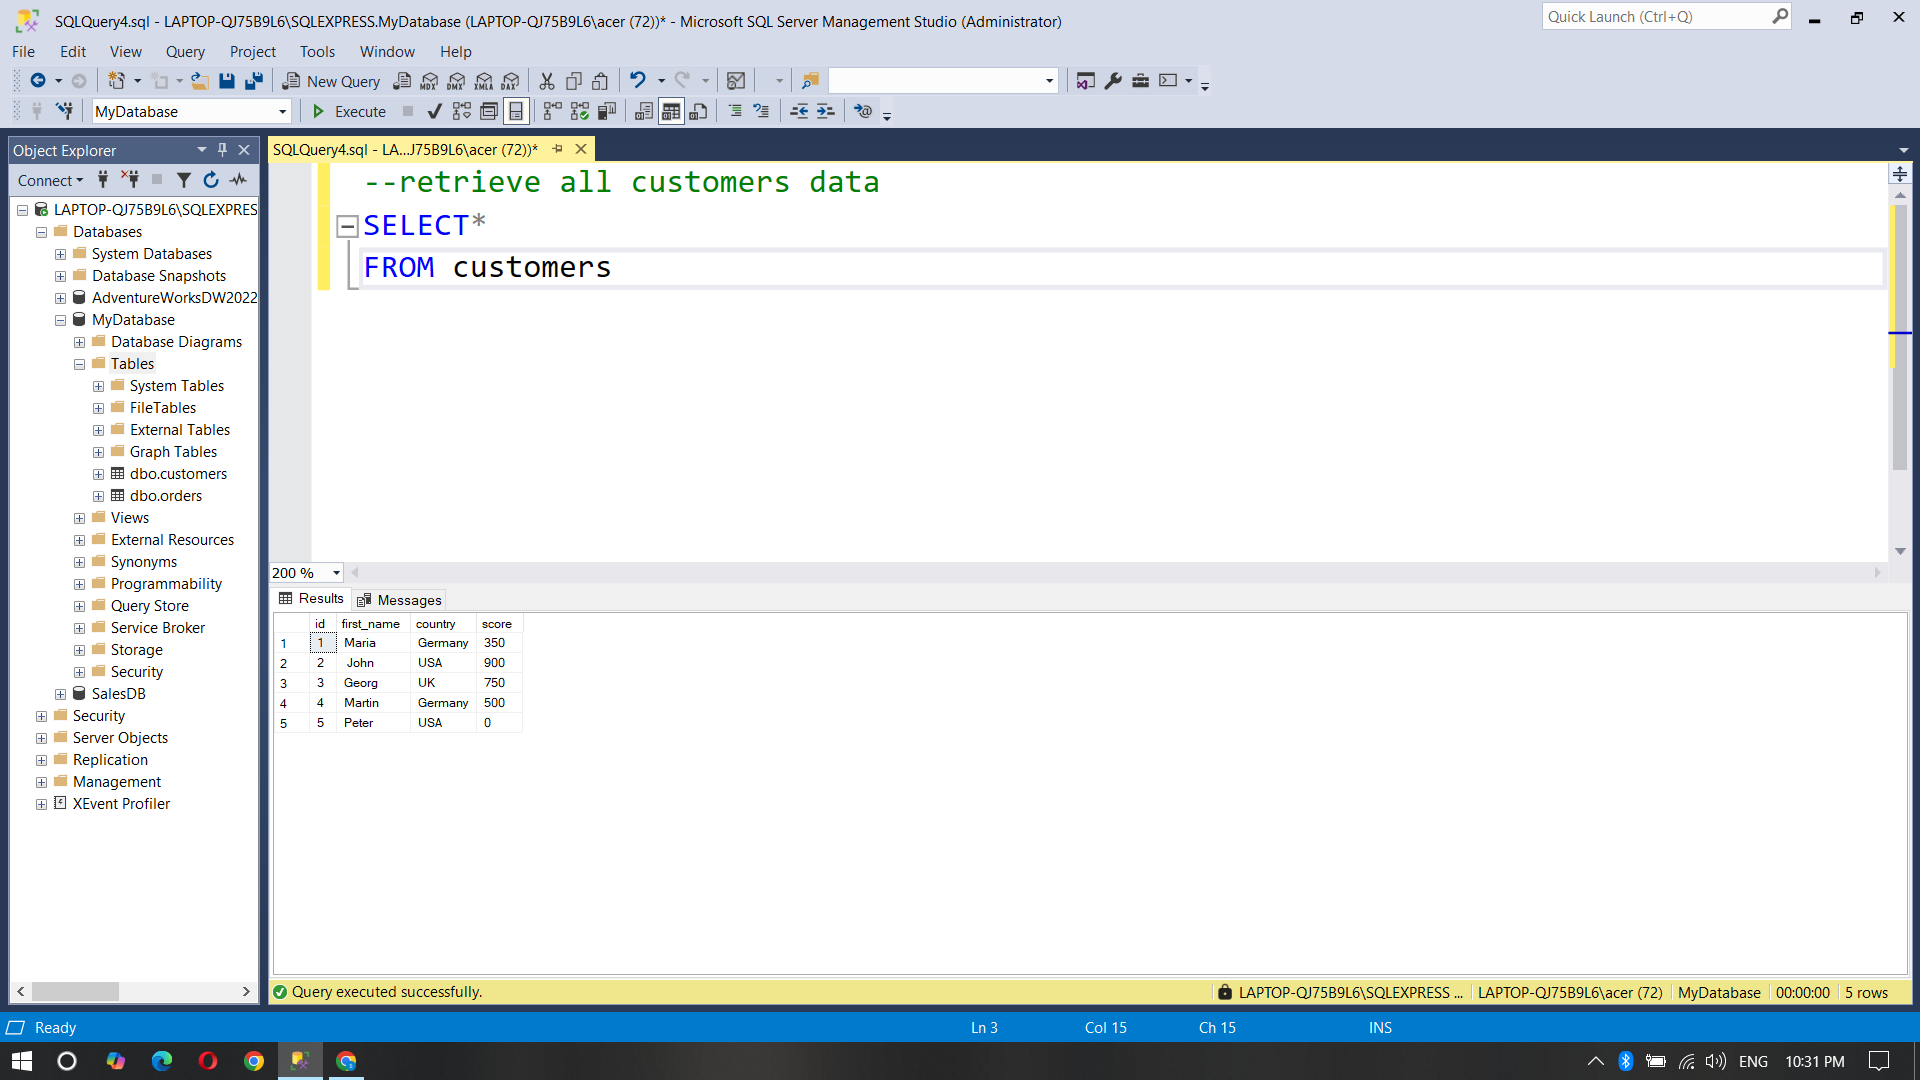 SQLQuery4.sql - LAPTOP-QJ75B9L6\SQLEXPRESS.MyDatabase (LAPTOP-QJ75B9L6\acer (72))* - Microsoft SQL Server Management Studio (Administrator)
Quick Launch (Ctrl+Q)
File Edit View Query Project Tools Window Help
New Query MDX DMX XMLA DAX
MyDatabase Execute
Object Explorer
SQLQuery4.sql - LA...J75B9L6\acer (72))*
Connect
LAPTOP-QJ75B9L6\SQLEXPRESS
Databases
System Databases
Database Snapshots
AdventureWorksDW2022
MyDatabase
Database Diagrams
Tables
System Tables
FileTables
External Tables
Graph Tables
dbo.customers
dbo.orders
Views
External Resources
Synonyms
Programmability
Query Store
Service Broker
Storage
Security
SalesDB
Security
Server Objects
Replication
Management
XEvent Profiler
--retrieve all customers data
SELECT*
FROM customers
200 %
Results Messages
id first_name country score
1 1 Maria Germany 350
2 2 John USA 900
3 3 Georg UK 750
4 4 Martin Germany 500
5 5 Peter USA 0
Query executed successfully. LAPTOP-QJ75B9L6\SQLEXPRESS ... LAPTOP-QJ75B9L6\acer (72) MyDatabase 00:00:00 5 rows
Ready Ln 3 Col 15 Ch 15 INS
ENG 10:31 PM